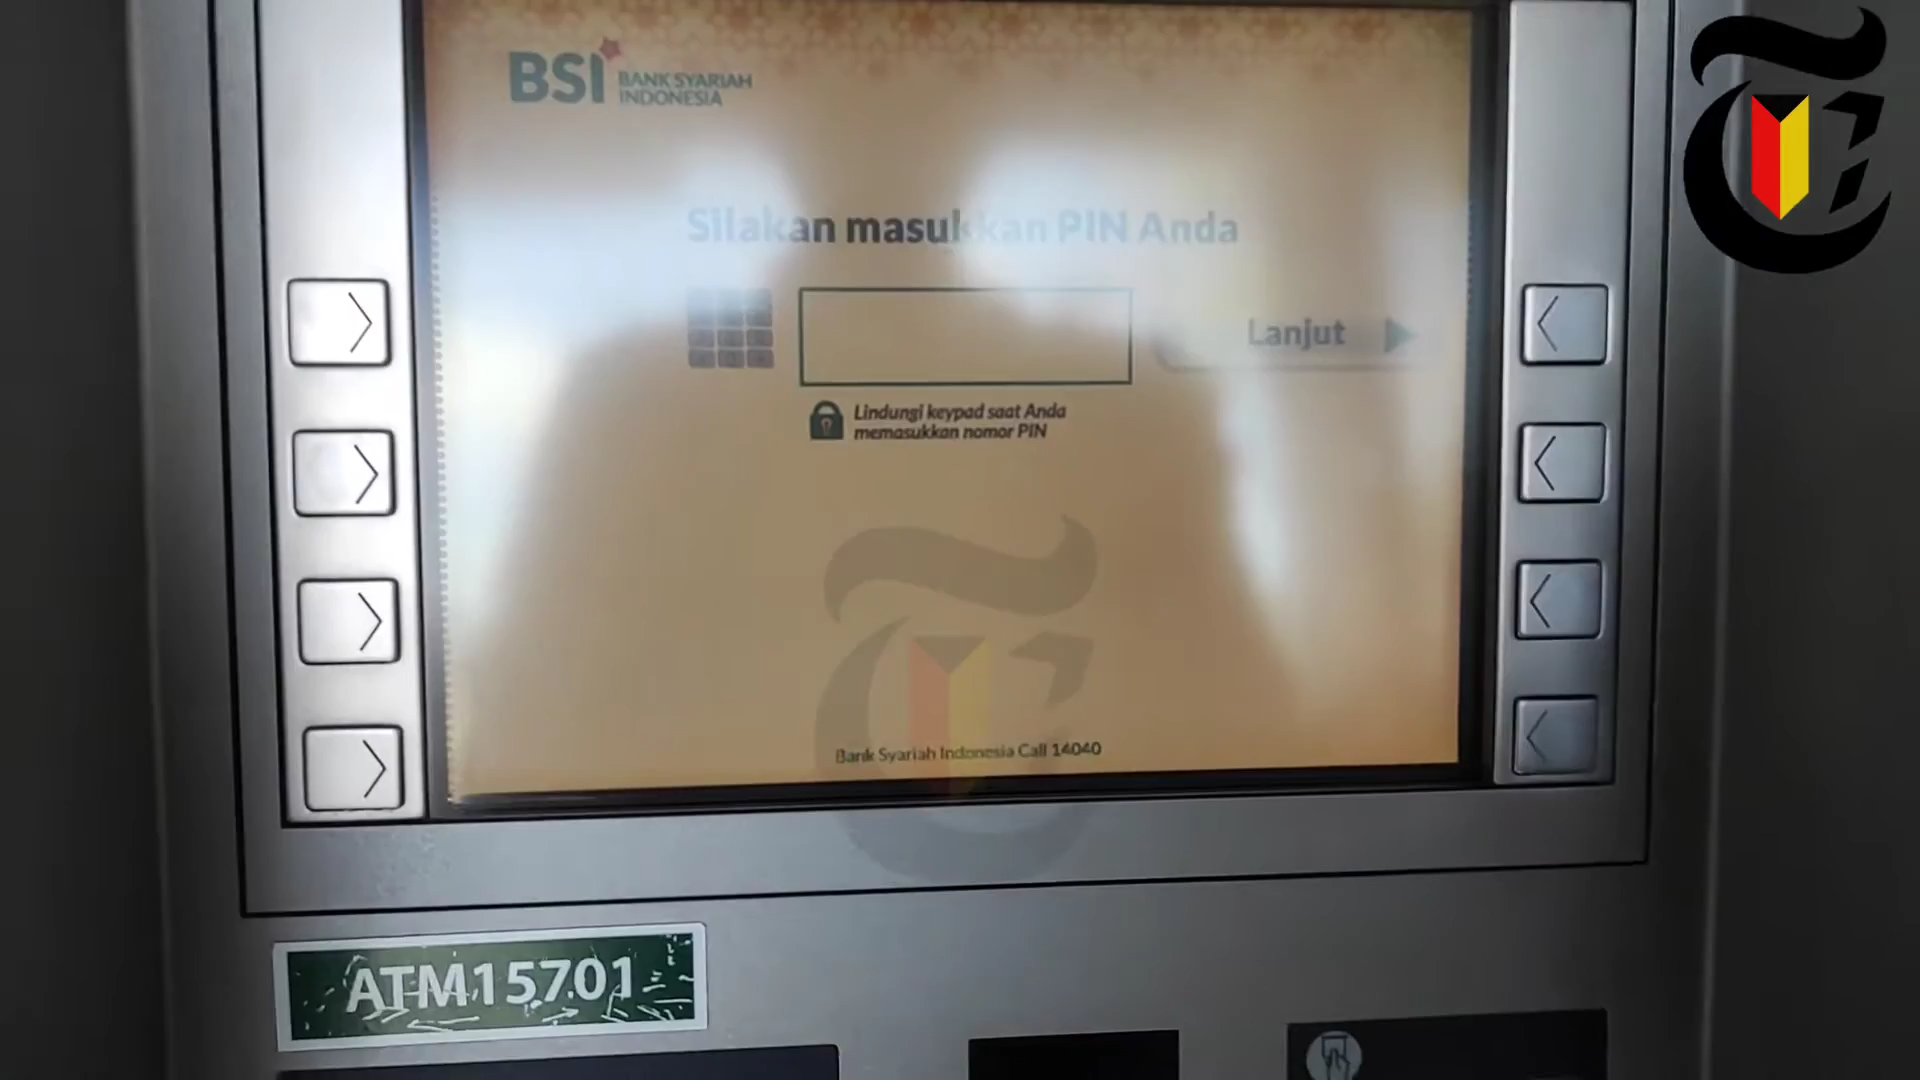 BSI BANK SYARIAH
INDONESIA
Silakan masukkan PIN Anda
Lanjut
Lindungi keypad saat Anda
memasukkan nomor PIN
Bank Syariah Indonesia Call 14040
ATM15701